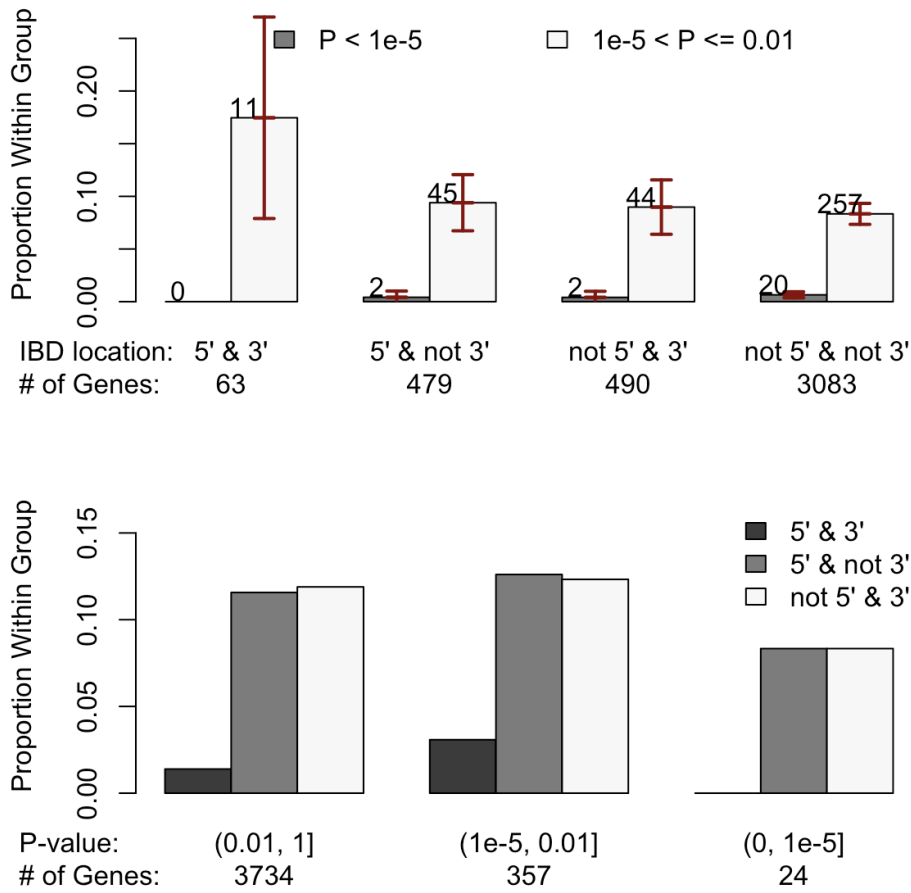 P < 1e-5 1e-5 < P <= 0.01
Proportion Within Group
0.00 0.10 0.20
0 11 2 45 2 44 20 257
IBD location: 5' & 3' 5' & not 3' not 5' & 3' not 5' & not 3'
# of Genes: 63 479 490 3083
Proportion Within Group
0.00 0.05 0.10 0.15
5' & 3'
5' & not 3'
not 5' & 3'
P-value: (0.01, 1] (1e-5, 0.01] (0, 1e-5]
# of Genes: 3734 357 24